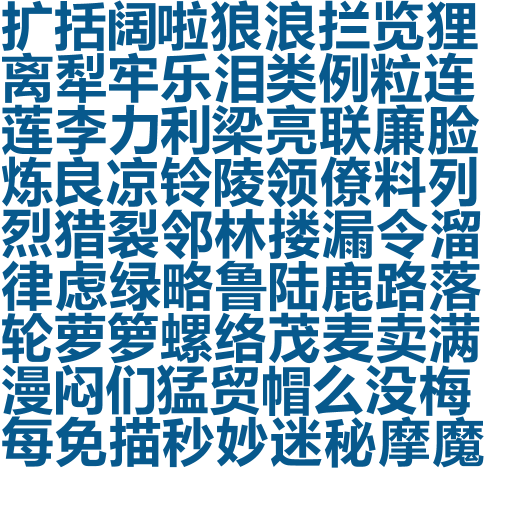 扩括阔啦狼浪拦览狸
离犁牢乐泪类例粒连
莲李力利梁亮联廉脸
炼良凉铃陵领僚料列
烈猎裂邻林搂漏令溜
律虑绿略鲁陆鹿路落
轮萝箩螺络茂麦卖满
漫闷们猛贸帽么没梅
每免描秒妙迷秘摩魔